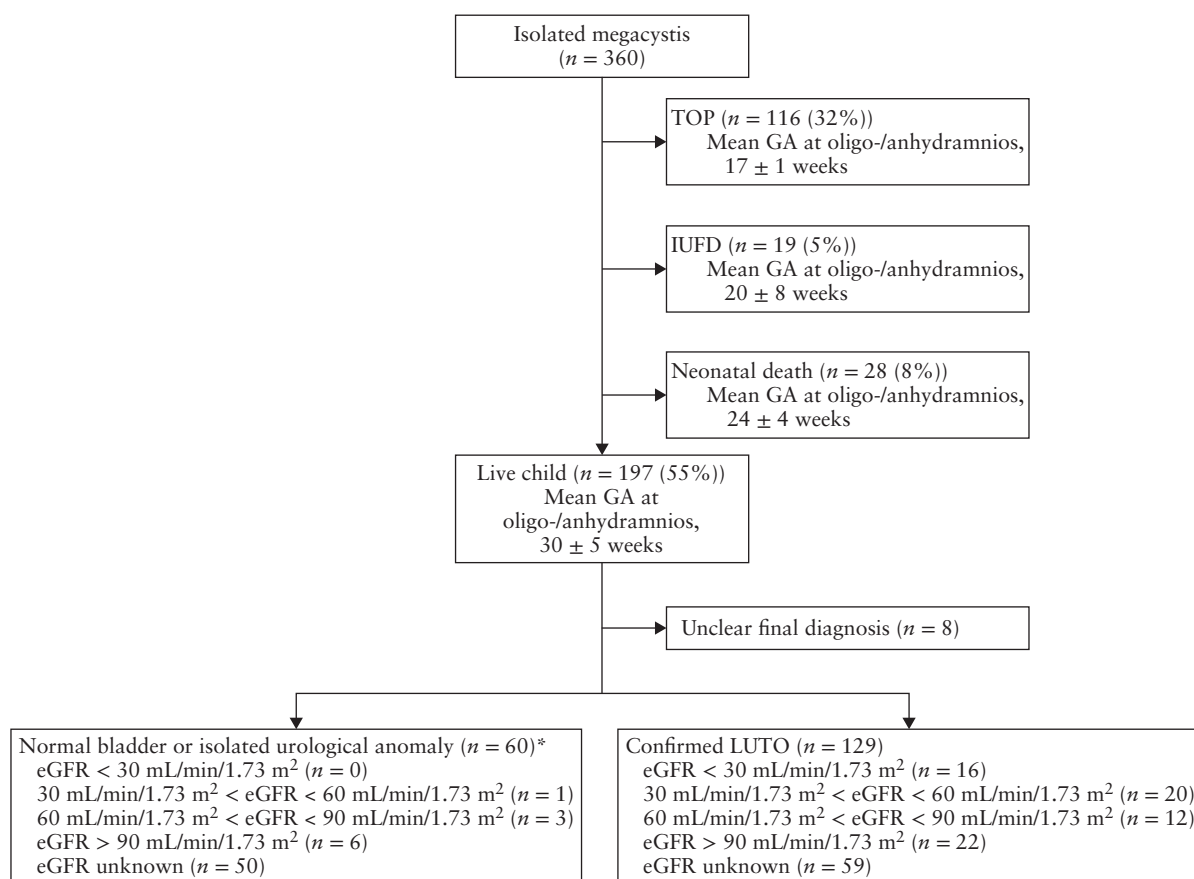 Isolated megacystis
(n = 360)
TOP (n = 116 (32%))
Mean GA at oligo-/anhydramnios,
17 ± 1 weeks
IUFD (n = 19 (5%))
Mean GA at oligo-/anhydramnios,
20 ± 8 weeks
Neonatal death (n = 28 (8%))
Mean GA at oligo-/anhydramnios,
24 ± 4 weeks
Live child (n = 197 (55%))
Mean GA at
oligo-/anhydramnios,
30 ± 5 weeks
Unclear final diagnosis (n = 8)
Normal bladder or isolated urological anomaly (n = 60)*
eGFR < 30 mL/min/1.73 m² (n = 0)
30 mL/min/1.73 m² < eGFR < 60 mL/min/1.73 m² (n = 1)
60 mL/min/1.73 m² < eGFR < 90 mL/min/1.73 m² (n = 3)
eGFR > 90 mL/min/1.73 m² (n = 6)
eGFR unknown (n = 50)
Confirmed LUTO (n = 129)
eGFR < 30 mL/min/1.73 m² (n = 16)
30 mL/min/1.73 m² < eGFR < 60 mL/min/1.73 m² (n = 20)
60 mL/min/1.73 m² < eGFR < 90 mL/min/1.73 m² (n = 12)
eGFR > 90 mL/min/1.73 m² (n = 22)
eGFR unknown (n = 59)